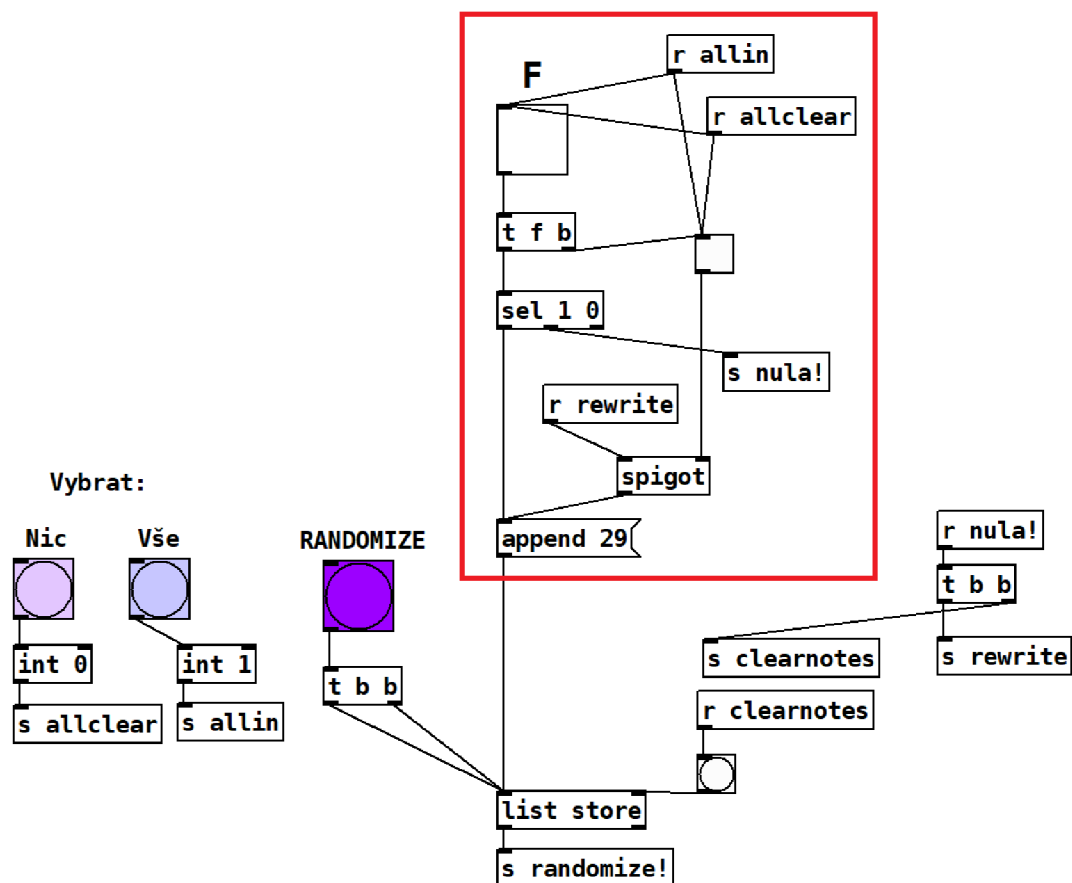 r allin
F
r allclear
t f b
sel 1 0
s nula!
r rewrite
spigot
append 29
Vybrat:
Nic
Vše
RANDOMIZE
int 0
int 1
s allclear
s allin
t b b
r nula!
t b b
s clearnotes
s rewrite
r clearnotes
list store
s randomize!